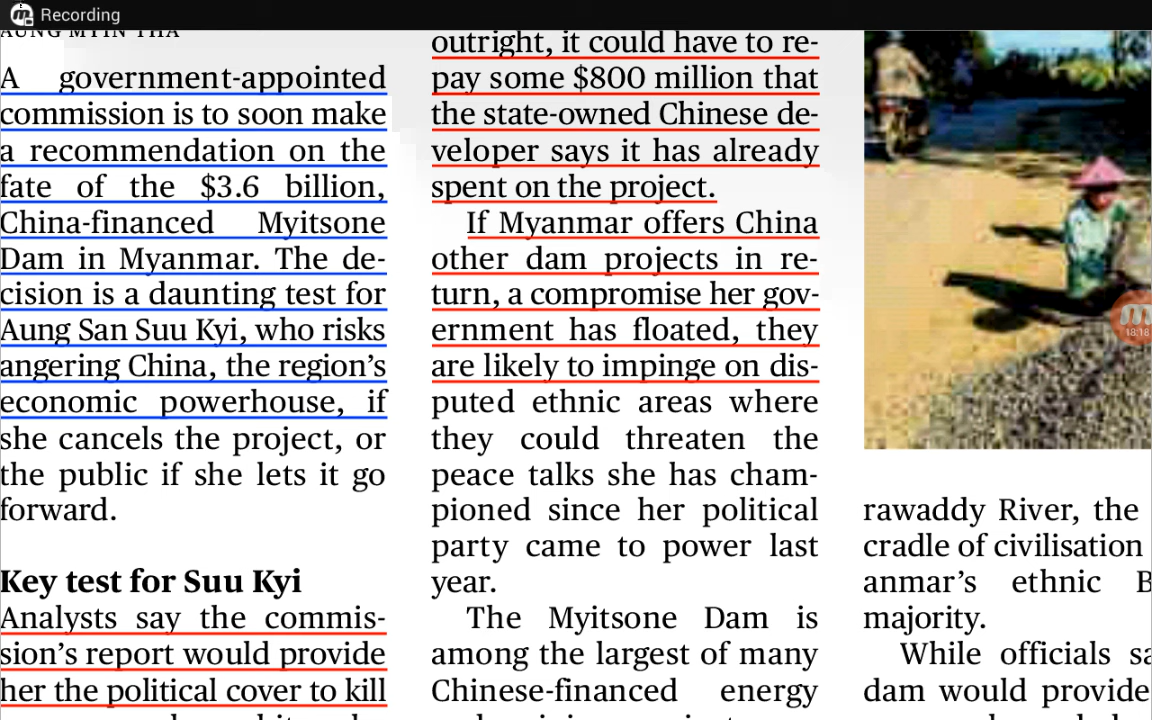 Recording
AUNG MYIN THA
A government-appointed
commission is to soon make
a recommendation on the
fate of the $3.6 billion,
China-financed Myitsone
Dam in Myanmar. The de-
cision is a daunting test for
Aung San Suu Kyi, who risks
angering China, the region's
economic powerhouse, if
she cancels the project, or
the public if she lets it go
forward.
Key test for Suu Kyi
Analysts say the commis-
sion's report would provide
her the political cover to kill
outright, it could have to re-
pay some $800 million that
the state-owned Chinese de-
veloper says it has already
spent on the project.
If Myanmar offers China
other dam projects in re-
turn, a compromise her gov-
ernment has floated, they
are likely to impinge on dis-
puted ethnic areas where
they could threaten the
peace talks she has cham-
pioned since her political
party came to power last
year.
The Myitsone Dam is
among the largest of many
Chinese-financed energy
18:18
rawaddy River, the
cradle of civilisation
anmar's ethnic B
majority.
While officials sa
dam would provide